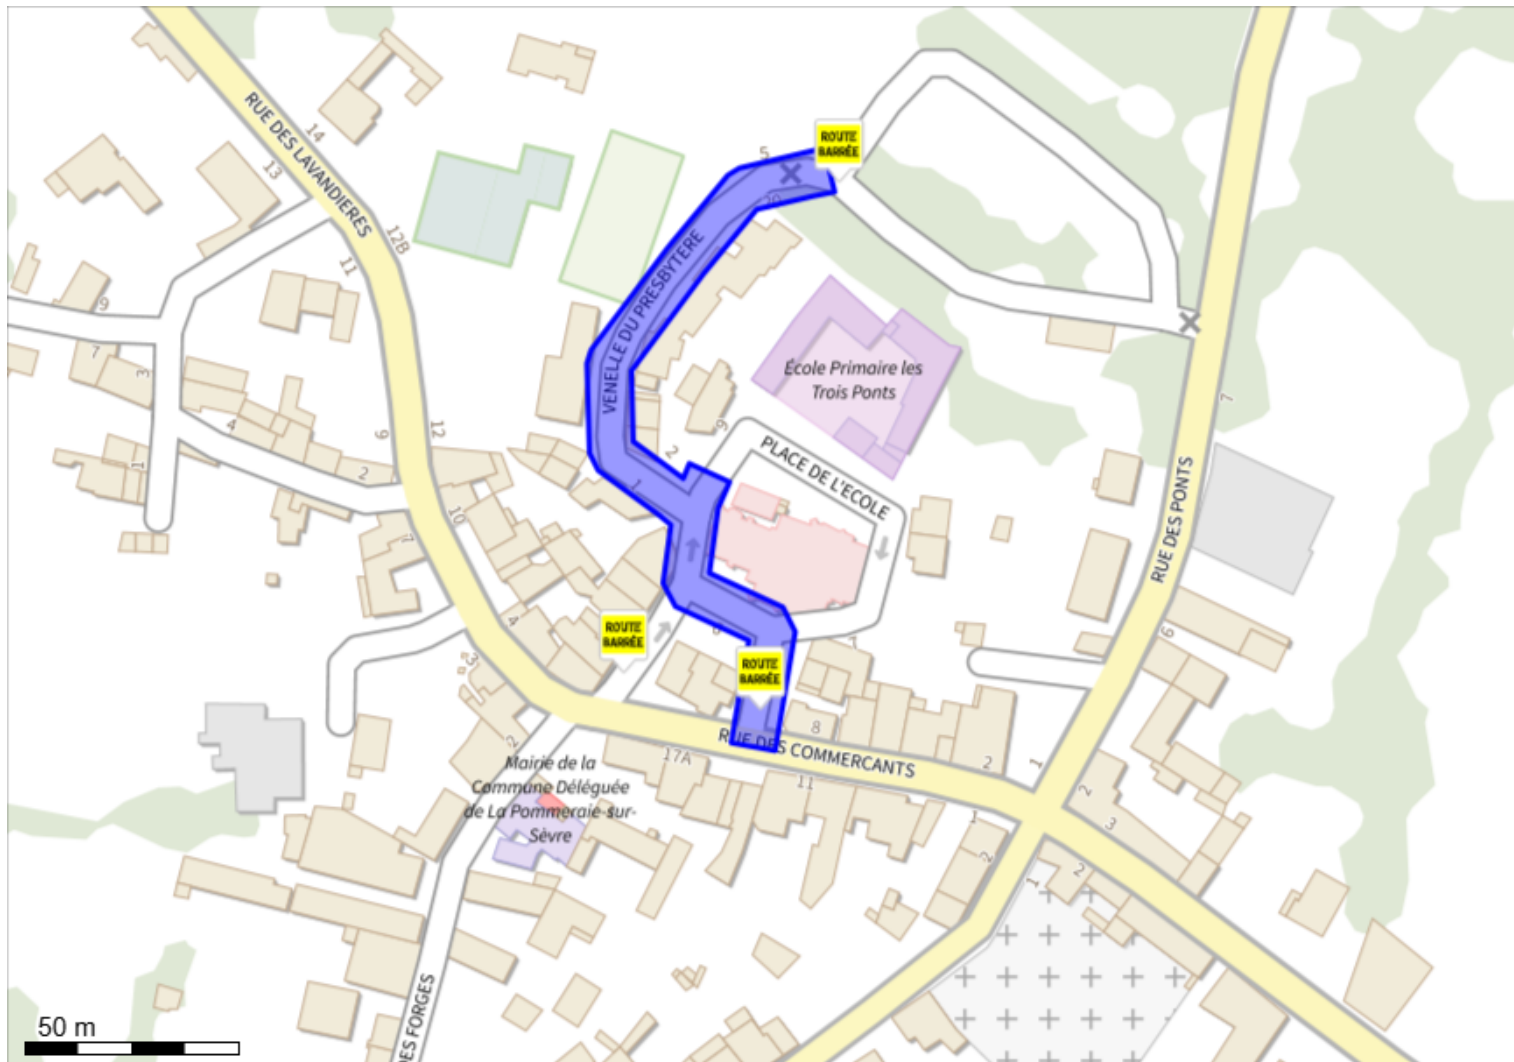 RUE DES LAVANDIERES
14
13
12B
11
ROUTE
BARRÉE
5
20
VENELLE DU PRESBYTERE
9
7
3
4
1
2
9
12
10
7
École Primaire les
Trois Ponts
PLACE DE L'ECOLE
9
2
1
7
RUE DES PONTS
6
ROUTE
BARRÉE
ROUTE
BARRÉE
6
7
4
3
2
8
RUE DES COMMERCANTS
17A
11
2
1
Mairie de la
Commune Déléguée
de La Pommeraie-sur-
Sèvre
1
2
2
3
2
1
DES FORGES
50 m